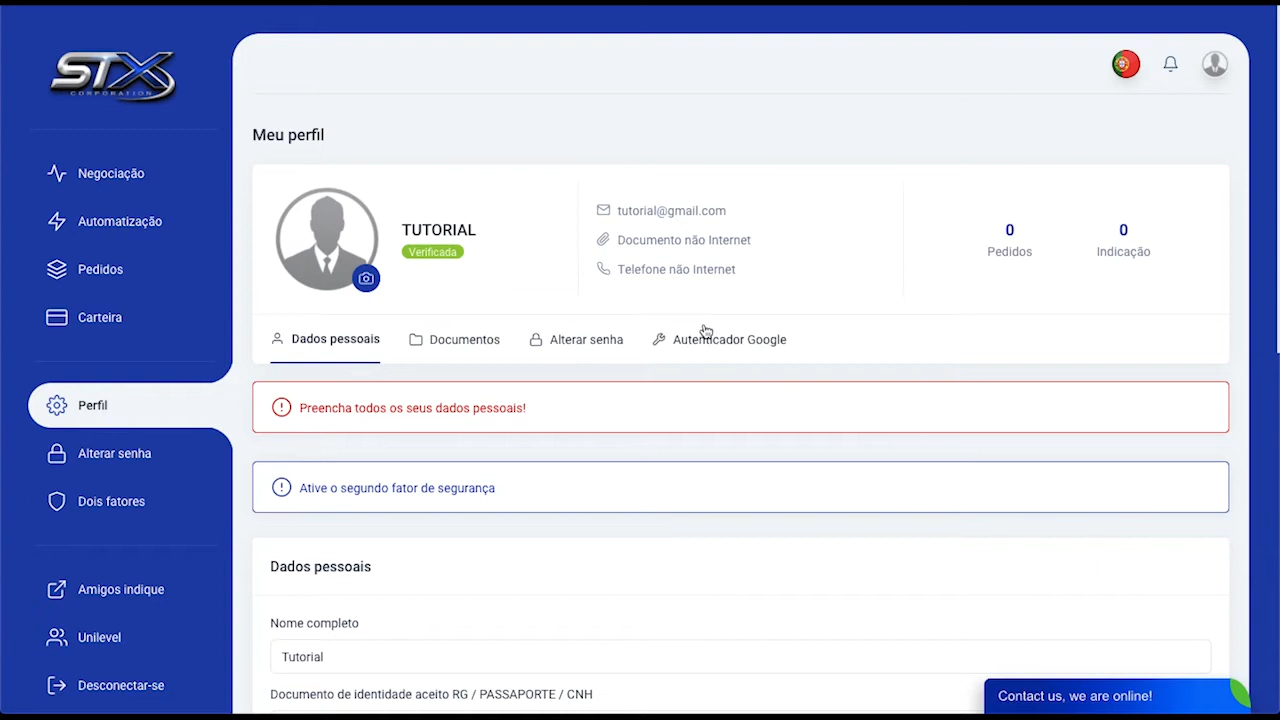 STX
CORPORATION
Negociação
Automatização
Pedidos
Carteira
Perfil
Alterar senha
Dois fatores
Amigos indique
Unilevel
Desconectar-se
Meu perfil
TUTORIAL
Verificada
tutorial@gmail.com
Documento não Internet
Telefone não Internet
0
Pedidos
0
Indicação
Dados pessoais
Documentos
Alterar senha
Autenticador Google
Preencha todos os seus dados pessoais!
Ative o segundo fator de segurança
Dados pessoais
Nome completo
Tutorial
Documento de identidade aceito RG / PASSAPORTE / CNH
Contact us, we are online!